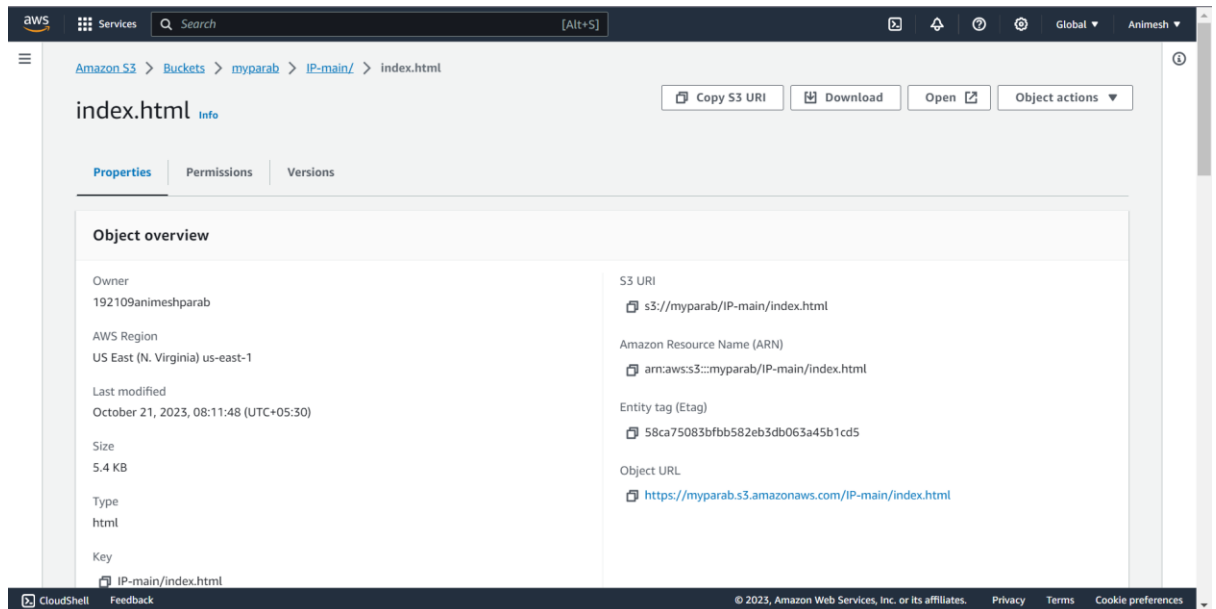 aws Services Search [Alt+S] Global ▼ Animesh ▼
Amazon S3 > Buckets > myparab > IP-main/ > index.html
index.html Info
Copy S3 URI Download Open Object actions ▼
Properties Permissions Versions
Object overview
Owner
192109animeshparab
AWS Region
US East (N. Virginia) us-east-1
Last modified
October 21, 2023, 08:11:48 (UTC+05:30)
Size
5.4 KB
Type
html
Key
IP-main/index.html
S3 URI
s3://myparab/IP-main/index.html
Amazon Resource Name (ARN)
arn:aws:s3:::myparab/IP-main/index.html
Entity tag (Etag)
58ca75083bfbb582eb3db063a45b1cd5
Object URL
https://myparab.s3.amazonaws.com/IP-main/index.html
CloudShell Feedback © 2023, Amazon Web Services, Inc. or its affiliates. Privacy Terms Cookie preferences